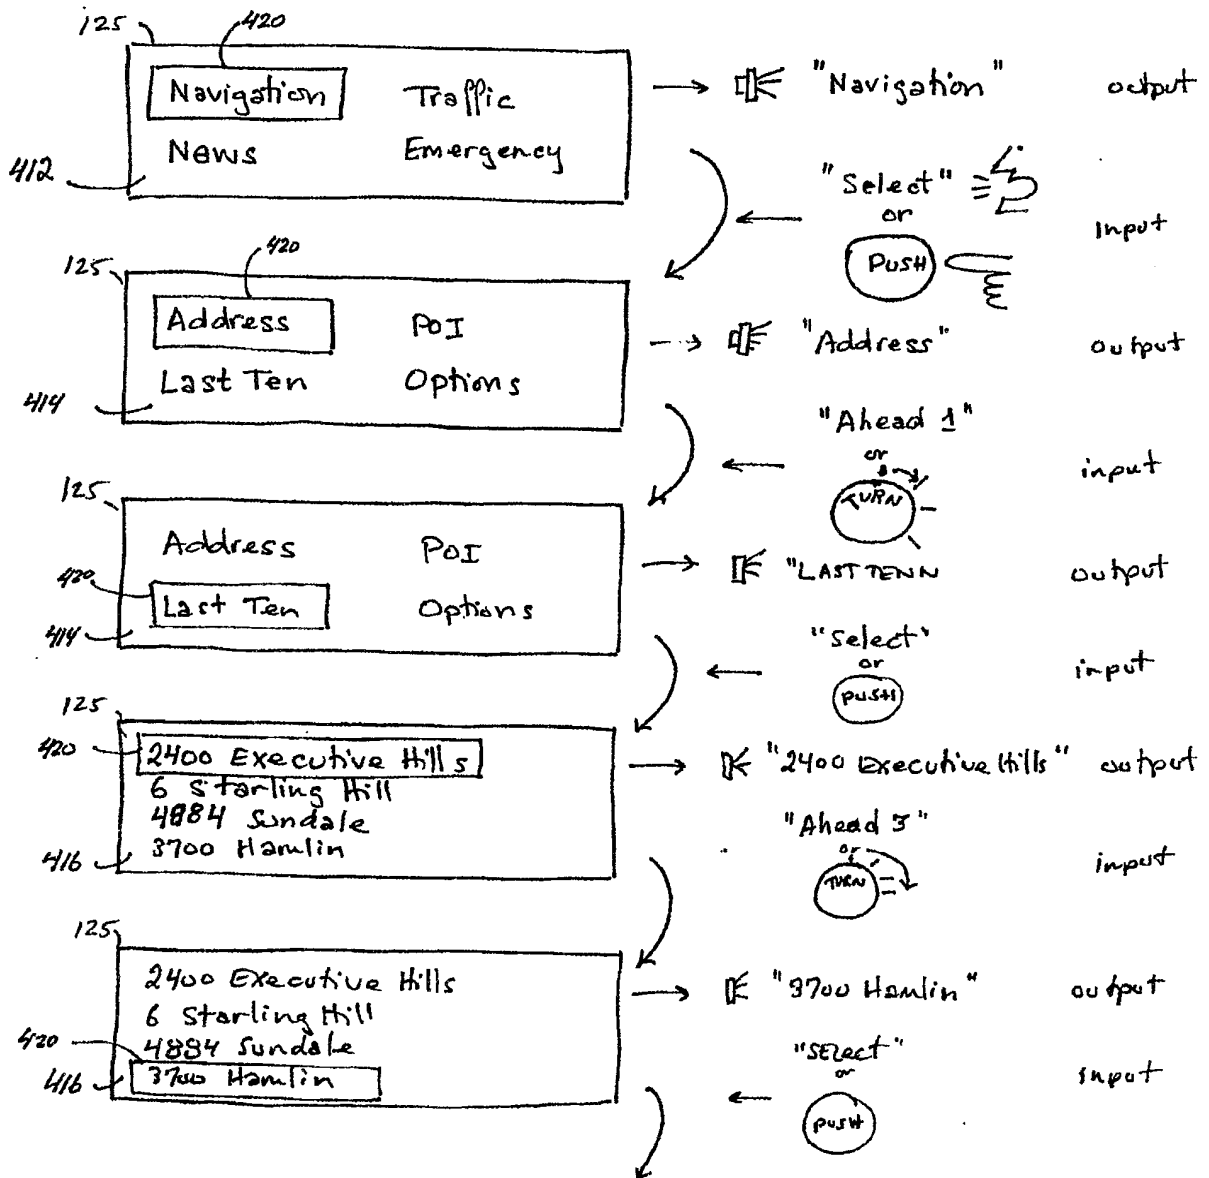 125 420
Navigation Traffic "Navigation" output
News Emergency
412
"Select"
or
PUSH
Input
125 420
Address PoI "Address" output
Last Ten Options
414
"Ahead 1"
or
TURN
input
125
Address PoI
420 "LAST TENN output
Last Ten Options
414
"Select"
or
PUSH
input
125
420 2400 Executive Hills "2400 Executive Hills" output
6 Starling Hill
4884 Sundale
416 3700 Hamlin
"Ahead 3"
or
TURN
input
125
2400 Executive Hills "3700 Hamlin" output
6 Starling Hill
4884 Sundale
420
416 3700 Hamlin
"SElect"
or
PUSH
Input